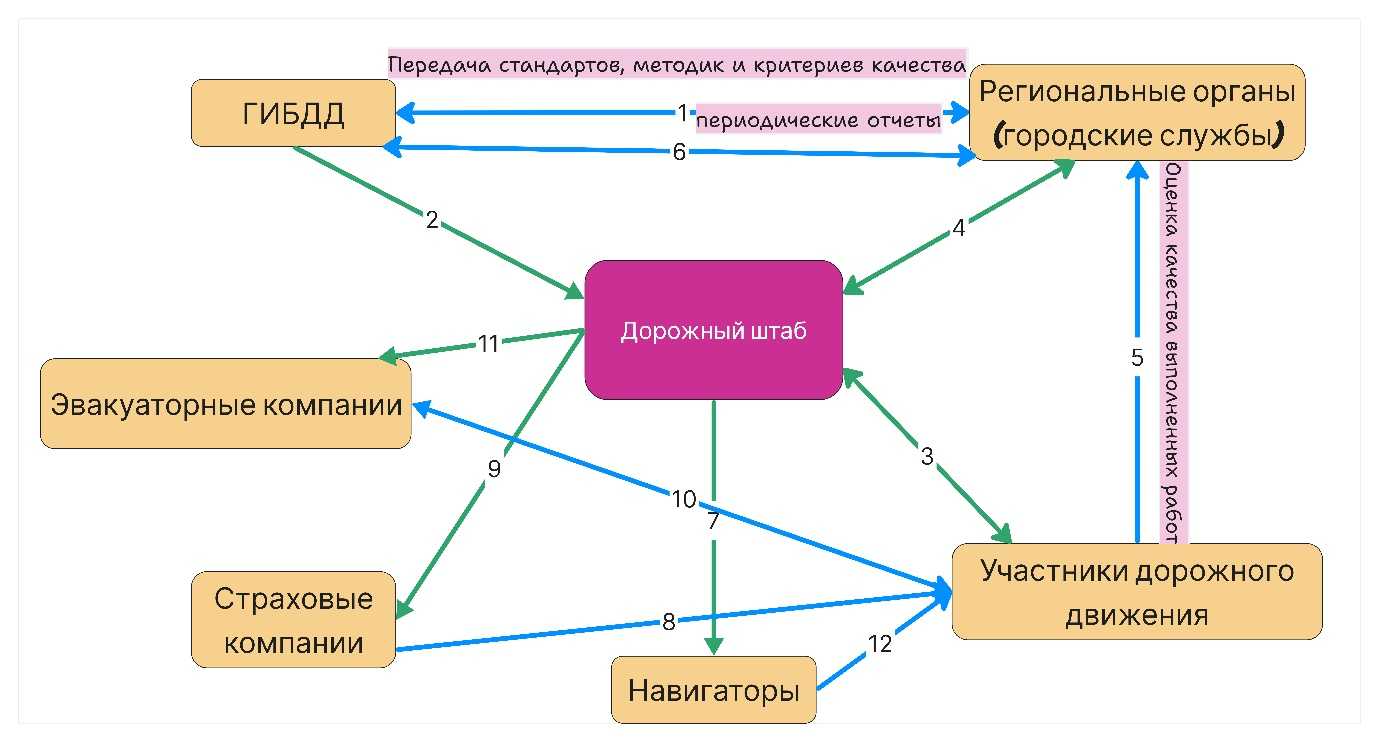 Передача стандартов, методик и критериев качества
ГИБДД
1
периодические отчеты
Региональные органы
(городские службы)
6
2
4
Оценка качества выполненных работ
Дорожный штаб
11
5
Эвакуаторные компании
9
3
10
7
Страховые
компании
8
12
Участники дорожного
движения
Навигаторы